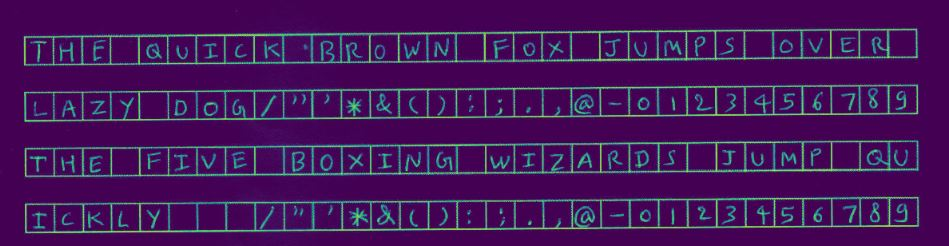 THE QUICK BROWN FOX JUMPS OVER
LAZY DOG/"'*&():;.,@-0123456789
THE FIVE BOXING WIZARDS JUMP QU
ICKLY /"'*&():;.,@-0123456789